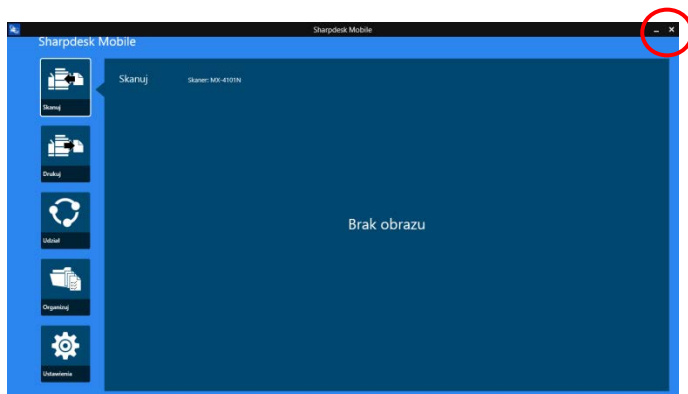 Sharpdesk Mobile
Sharpdesk Mobile
Skanuj
Skaner: MX-4101N
Skanuj
Drukuj
Brak obrazu
Udział
Organizuj
Ustawienia